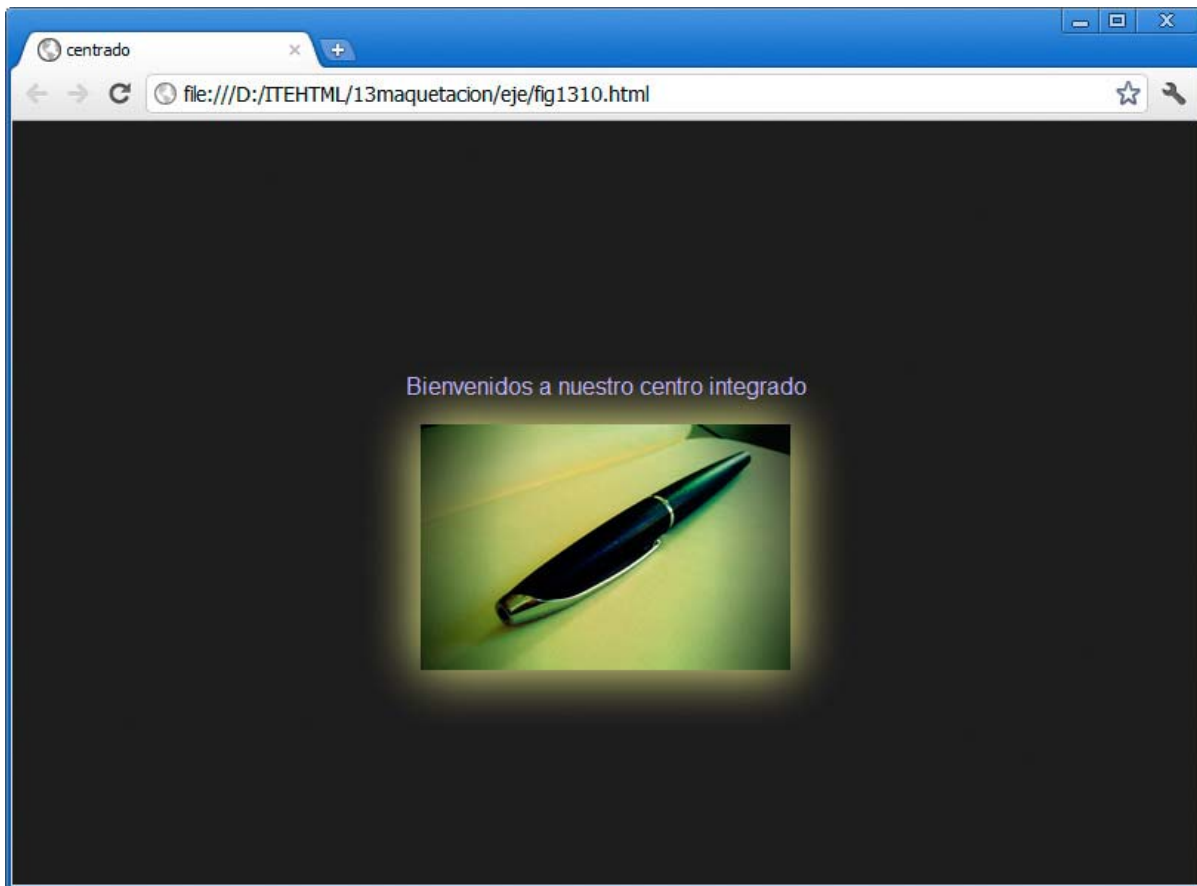 centrado
file:///D:/ITEHTML/13maquetacion/eje/fig1310.html
Bienvenidos a nuestro centro integrado